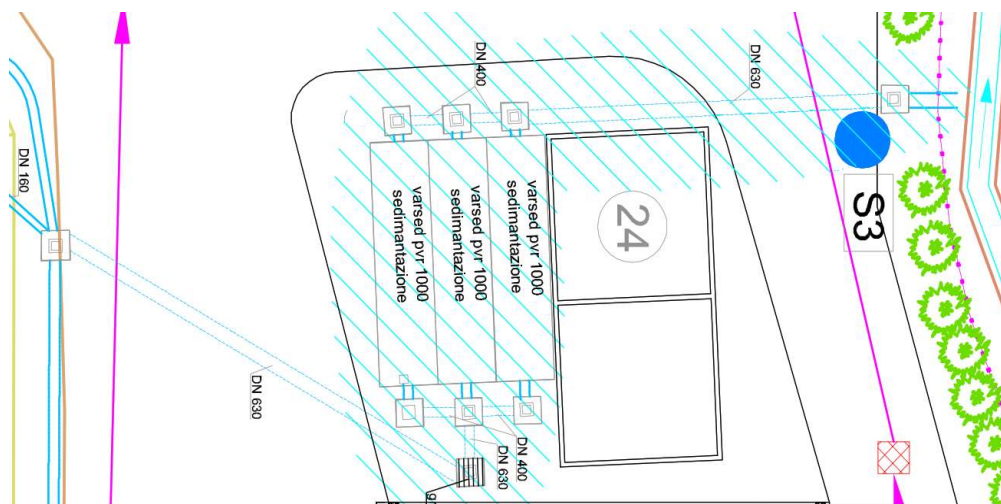 DN 400
DN 630
DN 160
varsed pvr 1000
sedimantazione
varsed pvr 1000
sedimantazione
varsed pvr 1000
sedimantazione
24
S3
DN 630
DN 400
DN 630